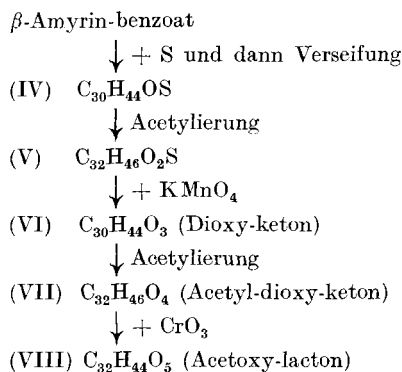 β-Amyrin-benzoat
↓ + S und dann Verseifung
(IV) C₃₀H₄₄OS
↓ Acetylierung
(V) C₃₂H₄₆O₂S
↓ + KMnO₄
(VI) C₃₀H₄₄O₃ (Dioxy-keton)
↓ Acetylierung
(VII) C₃₂H₄₆O₄ (Acetyl-dioxy-keton)
↓ + CrO₃
(VIII) C₃₂H₄₄O₅ (Acetoxy-lacton)